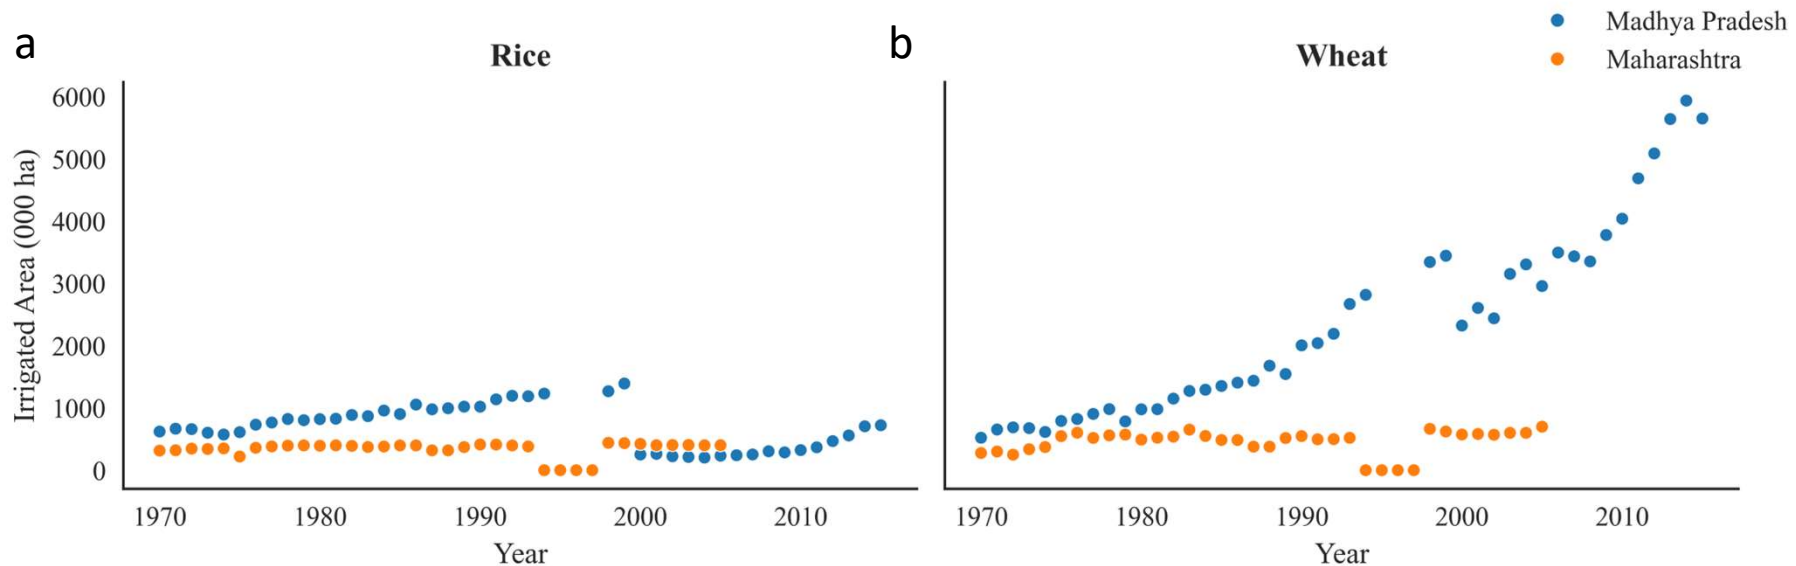 a
Rice
b
Wheat
Madhya Pradesh
Maharashtra
Irrigated Area (000 ha)
6000
5000
4000
3000
2000
1000
0
1970 1980 1990 2000 2010
Year
1970 1980 1990 2000 2010
Year